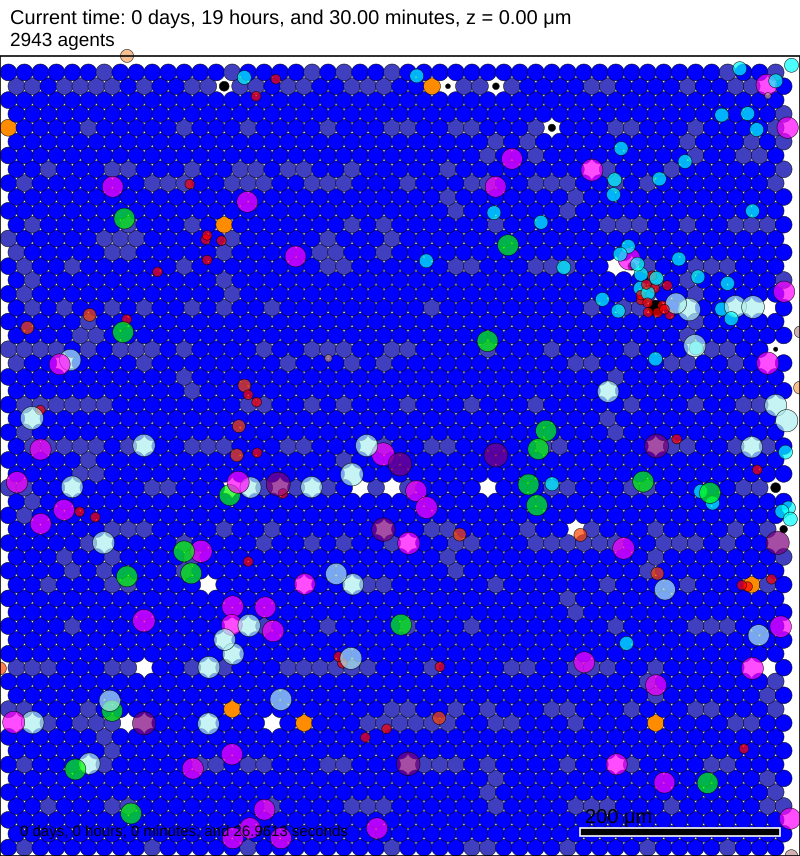 Current time: 0 days, 19 hours, and 30.00 minutes, z = 0.00 μm
2943 agents
200 μm
0 days, 0 hours, 0 minutes, and 26.9613 seconds